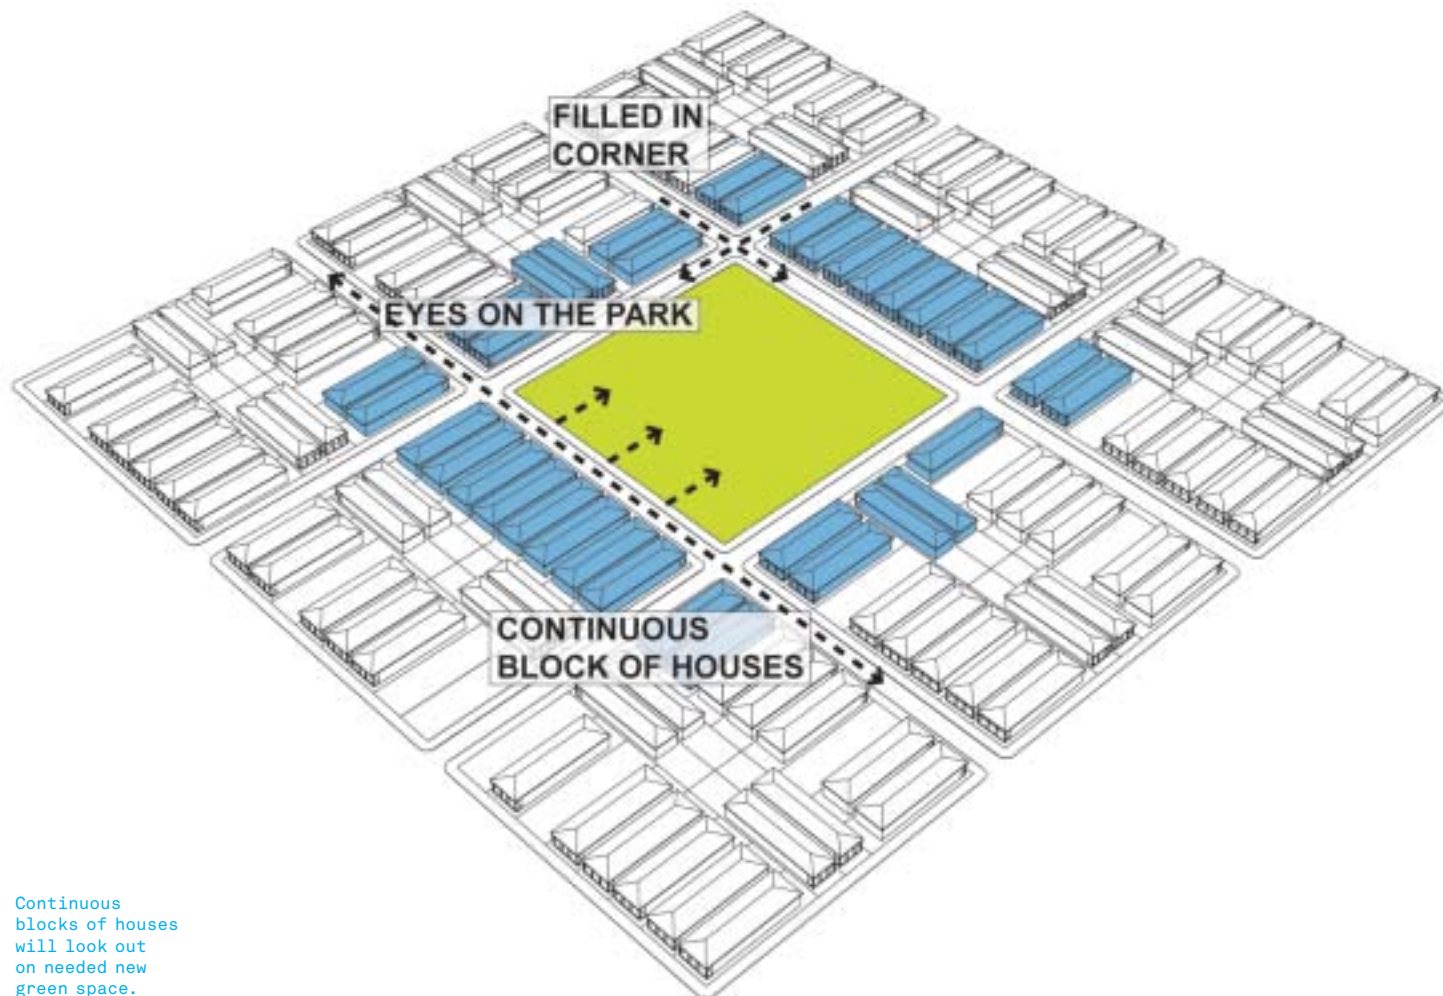 FILLED IN
CORNER
EYES ON THE PARK
CONTINUOUS
BLOCK OF HOUSES
Continuous
blocks of houses
will look out
on needed new
green space.